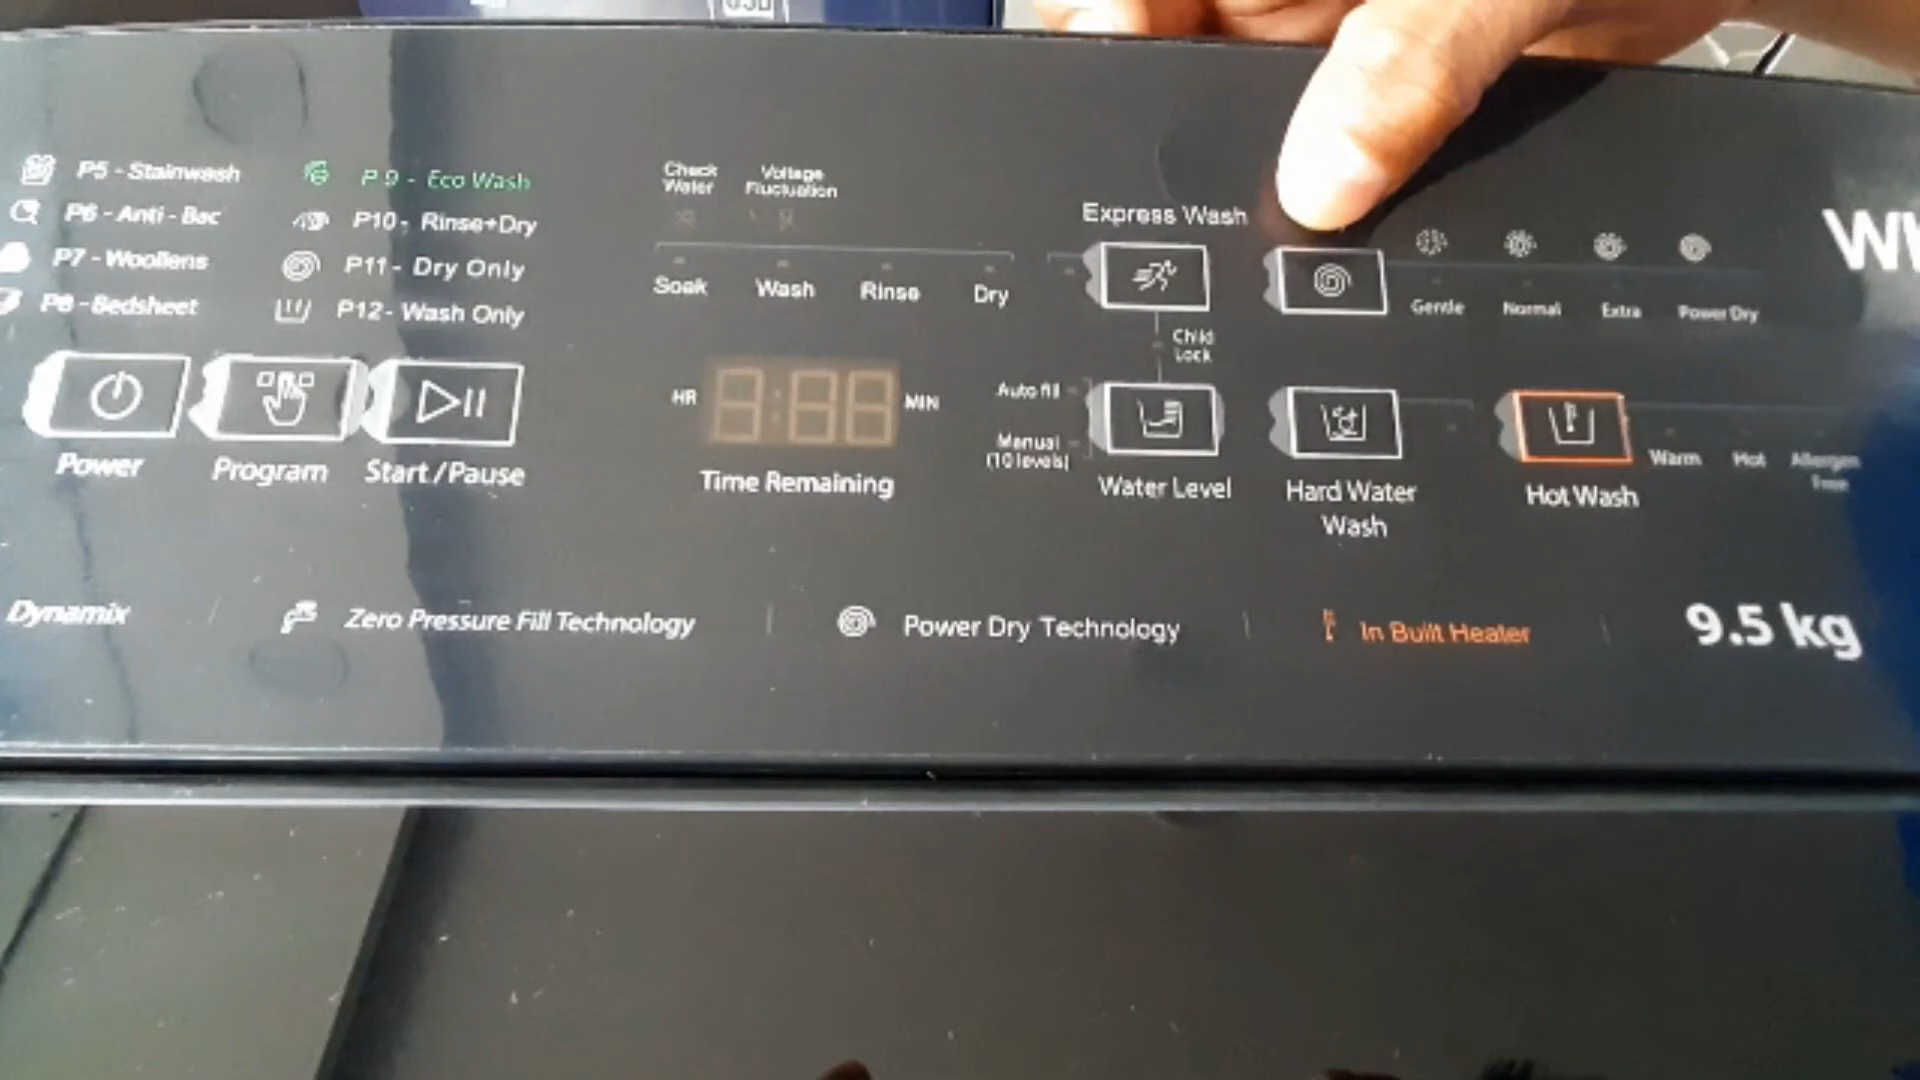 P5 - Stainwash
P6 - Anti - Bac
P7 - Woollens
P8 - Bedsheet
P 9 - Eco Wash
P10 - Rinse+Dry
P11 - Dry Only
P12 - Wash Only
Power
Program
Start/Pause
Check
Water
Voltage
Fluctuation
Soak
Wash
Rinse
Dry
HR
MIN
Time Remaining
Express Wash
Child
Lock
Auto fill
Manual
(10 levels)
Water Level
Gentle
Normal
Extra
Power Dry
Hard Water
Wash
Hot Wash
Warm
Hot
Allergen
Free
Dynamix
Zero Pressure Fill Technology
Power Dry Technology
In Built Heater
9.5 kg